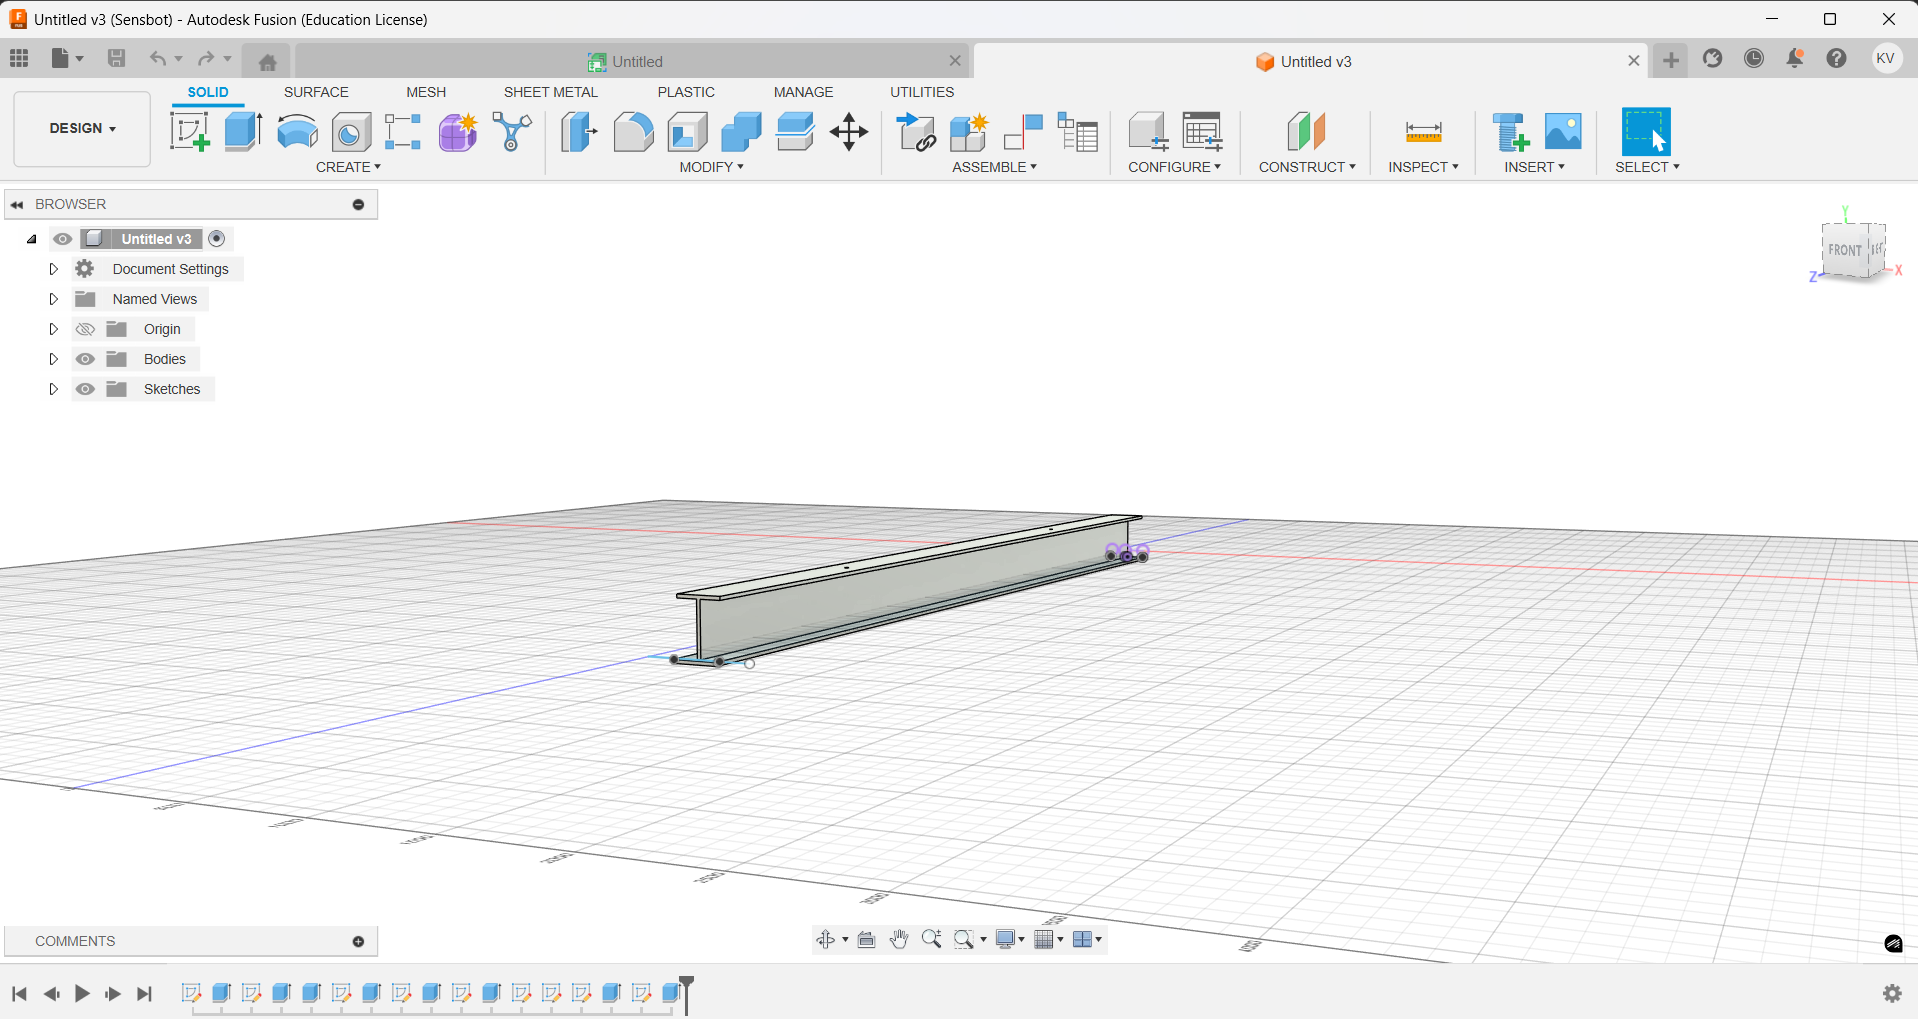 Untitled v3 (Sensbot) - Autodesk Fusion (Education License)
Untitled
Untitled v3
KV
SOLID SURFACE MESH SHEET METAL PLASTIC MANAGE UTILITIES
DESIGN
CREATE MODIFY ASSEMBLE CONFIGURE CONSTRUCT INSPECT INSERT SELECT
BROWSER
Untitled v3
Document Settings
Named Views
Origin
Bodies
Sketches
Y
FRONT
Z
X
COMMENTS